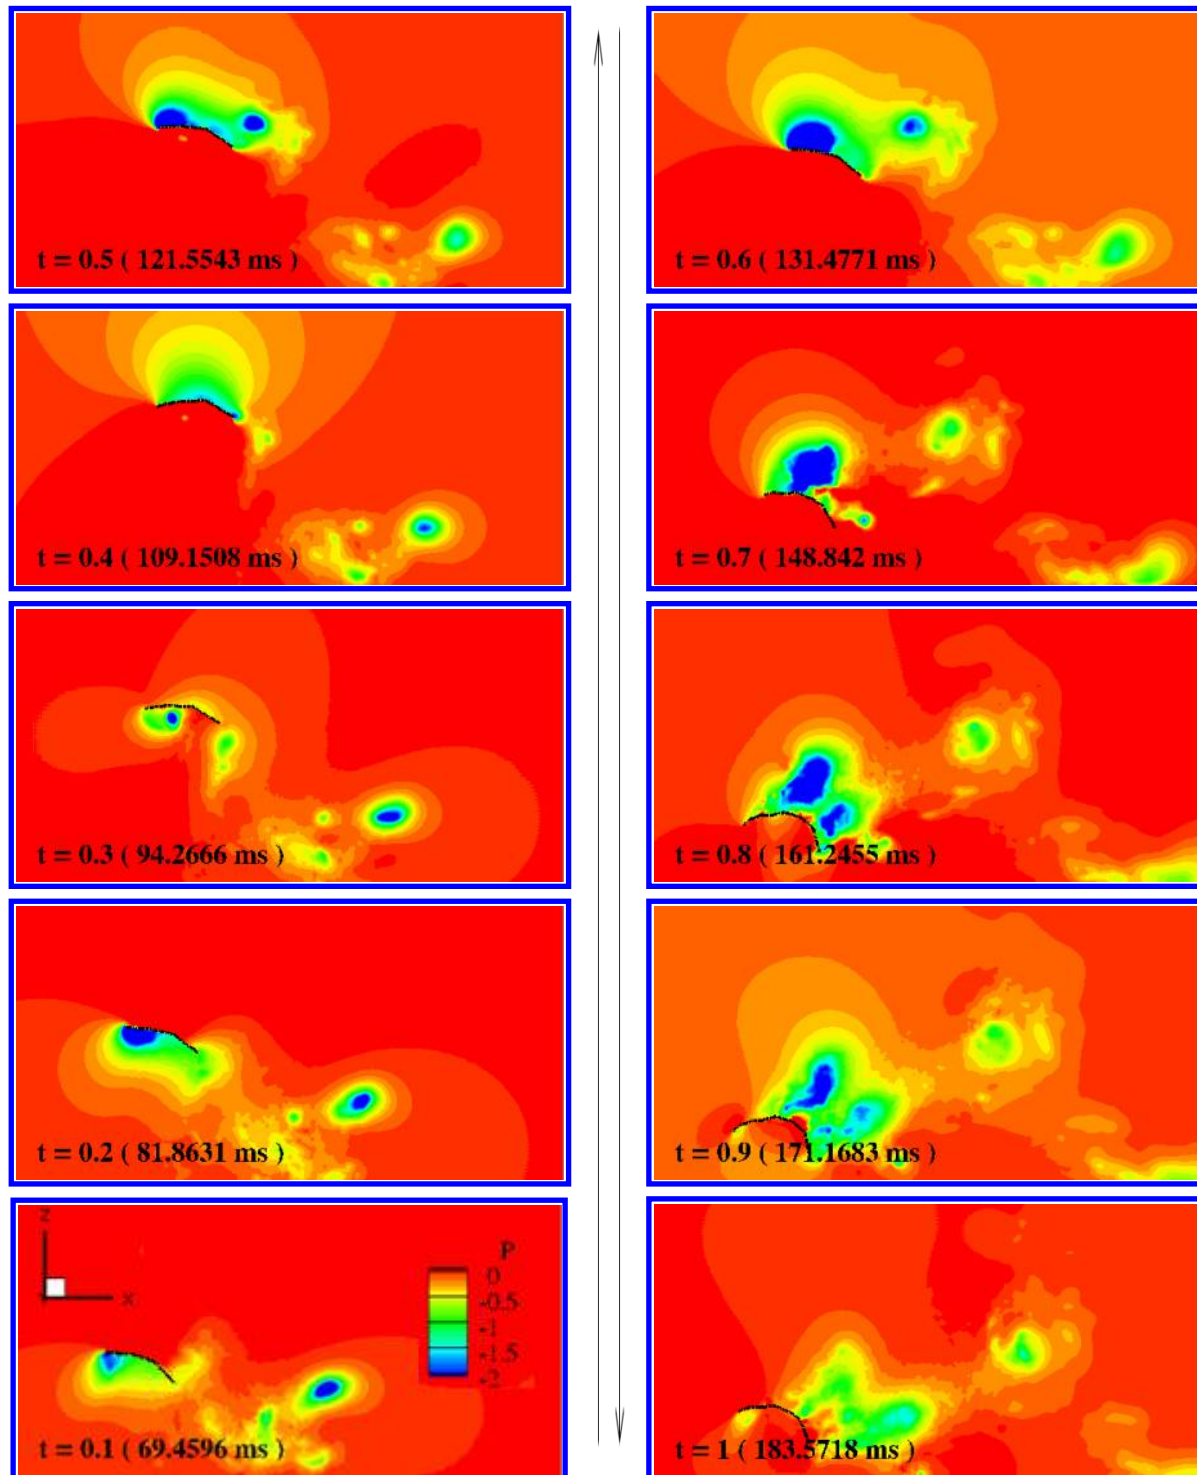 t = 0.5 ( 121.5543 ms )
t = 0.6 ( 131.4771 ms )
t = 0.4 ( 109.1508 ms )
t = 0.7 ( 148.842 ms )
t = 0.3 ( 94.2666 ms )
t = 0.8 ( 161.2455 ms )
t = 0.2 ( 81.8631 ms )
t = 0.9 ( 171.1683 ms )
Z
X
P
0
-0.5
-1
-1.5
-2
t = 0.1 ( 69.4596 ms )
t = 1 ( 183.5718 ms )